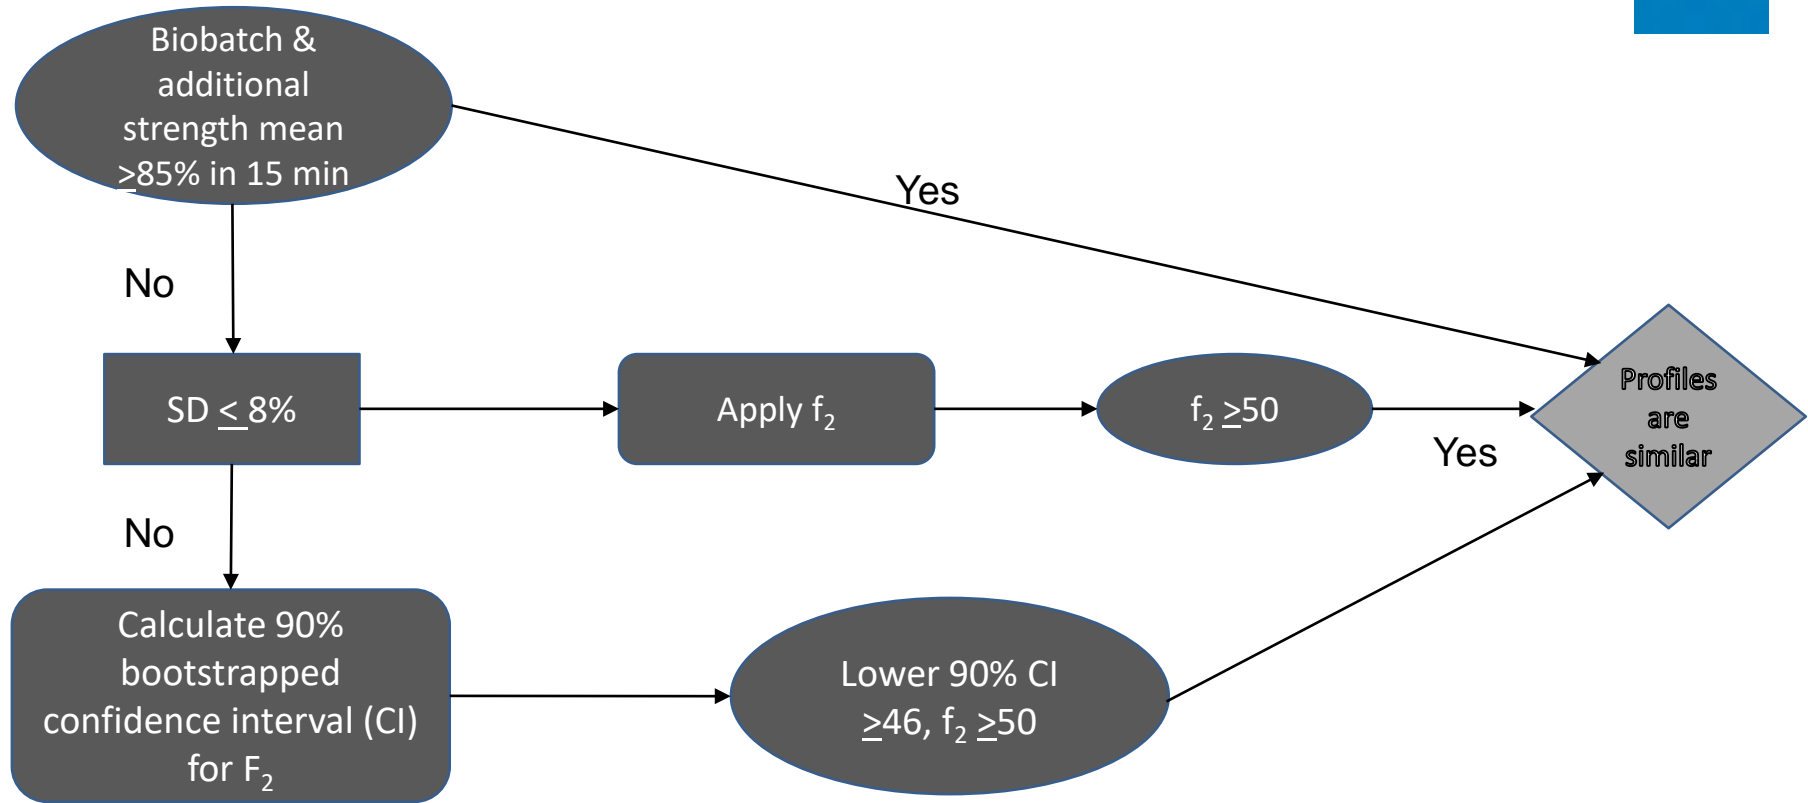 Biobatch &
additional
strength mean
≥85% in 15 min
Yes
No
SD ≤ 8%
Apply f₂
f₂ ≥50
Yes
Profiles
are
similar
No
Calculate 90%
bootstrapped
confidence interval (CI)
for F₂
Lower 90% CI
≥46, f₂ ≥50